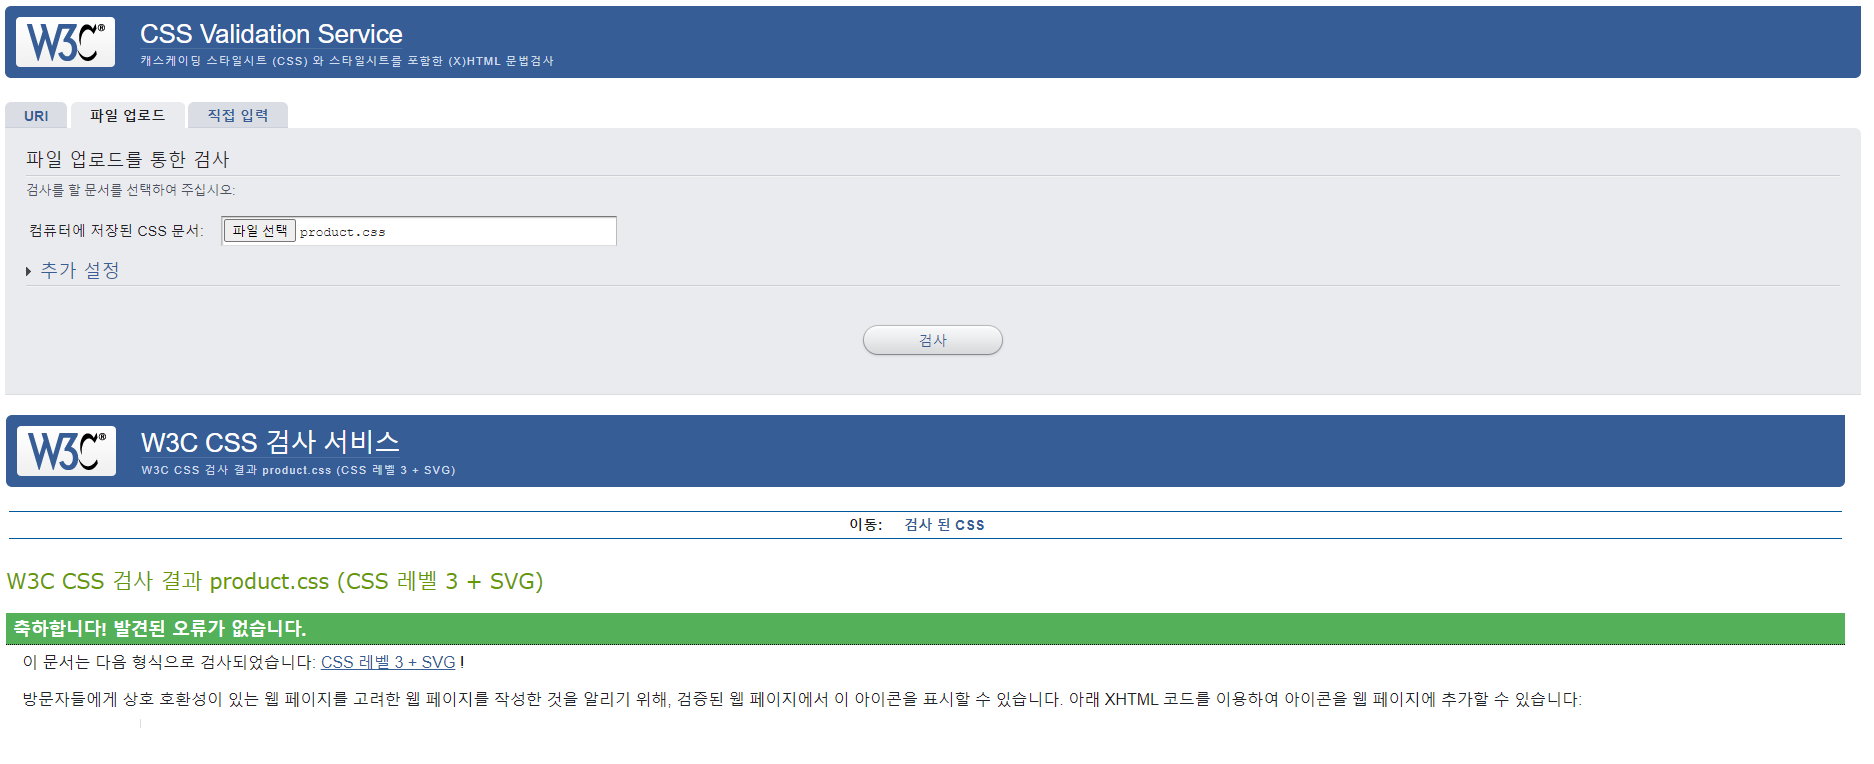 W3C®
CSS Validation Service
캐스케이딩 스타일시트 (CSS) 와 스타일시트를 포함한 (X)HTML 문법검사
URI
파일 업로드
직접 입력
파일 업로드를 통한 검사
검사를 할 문서를 선택하여 주십시오:
컴퓨터에 저장된 CSS 문서: 파일 선택 product.css
추가 설정
검사
W3C®
W3C CSS 검사 서비스
W3C CSS 검사 결과 product.css (CSS 레벨 3 + SVG)
이동: 검사 된 CSS
W3C CSS 검사 결과 product.css (CSS 레벨 3 + SVG)
축하합니다! 발견된 오류가 없습니다.
이 문서는 다음 형식으로 검사되었습니다: CSS 레벨 3 + SVG !
방문자들에게 상호 호환성이 있는 웹 페이지를 고려한 웹 페이지를 작성한 것을 알리기 위해, 검증된 웹 페이지에서 이 아이콘을 표시할 수 있습니다. 아래 XHTML 코드를 이용하여 아이콘을 웹 페이지에 추가할 수 있습니다: